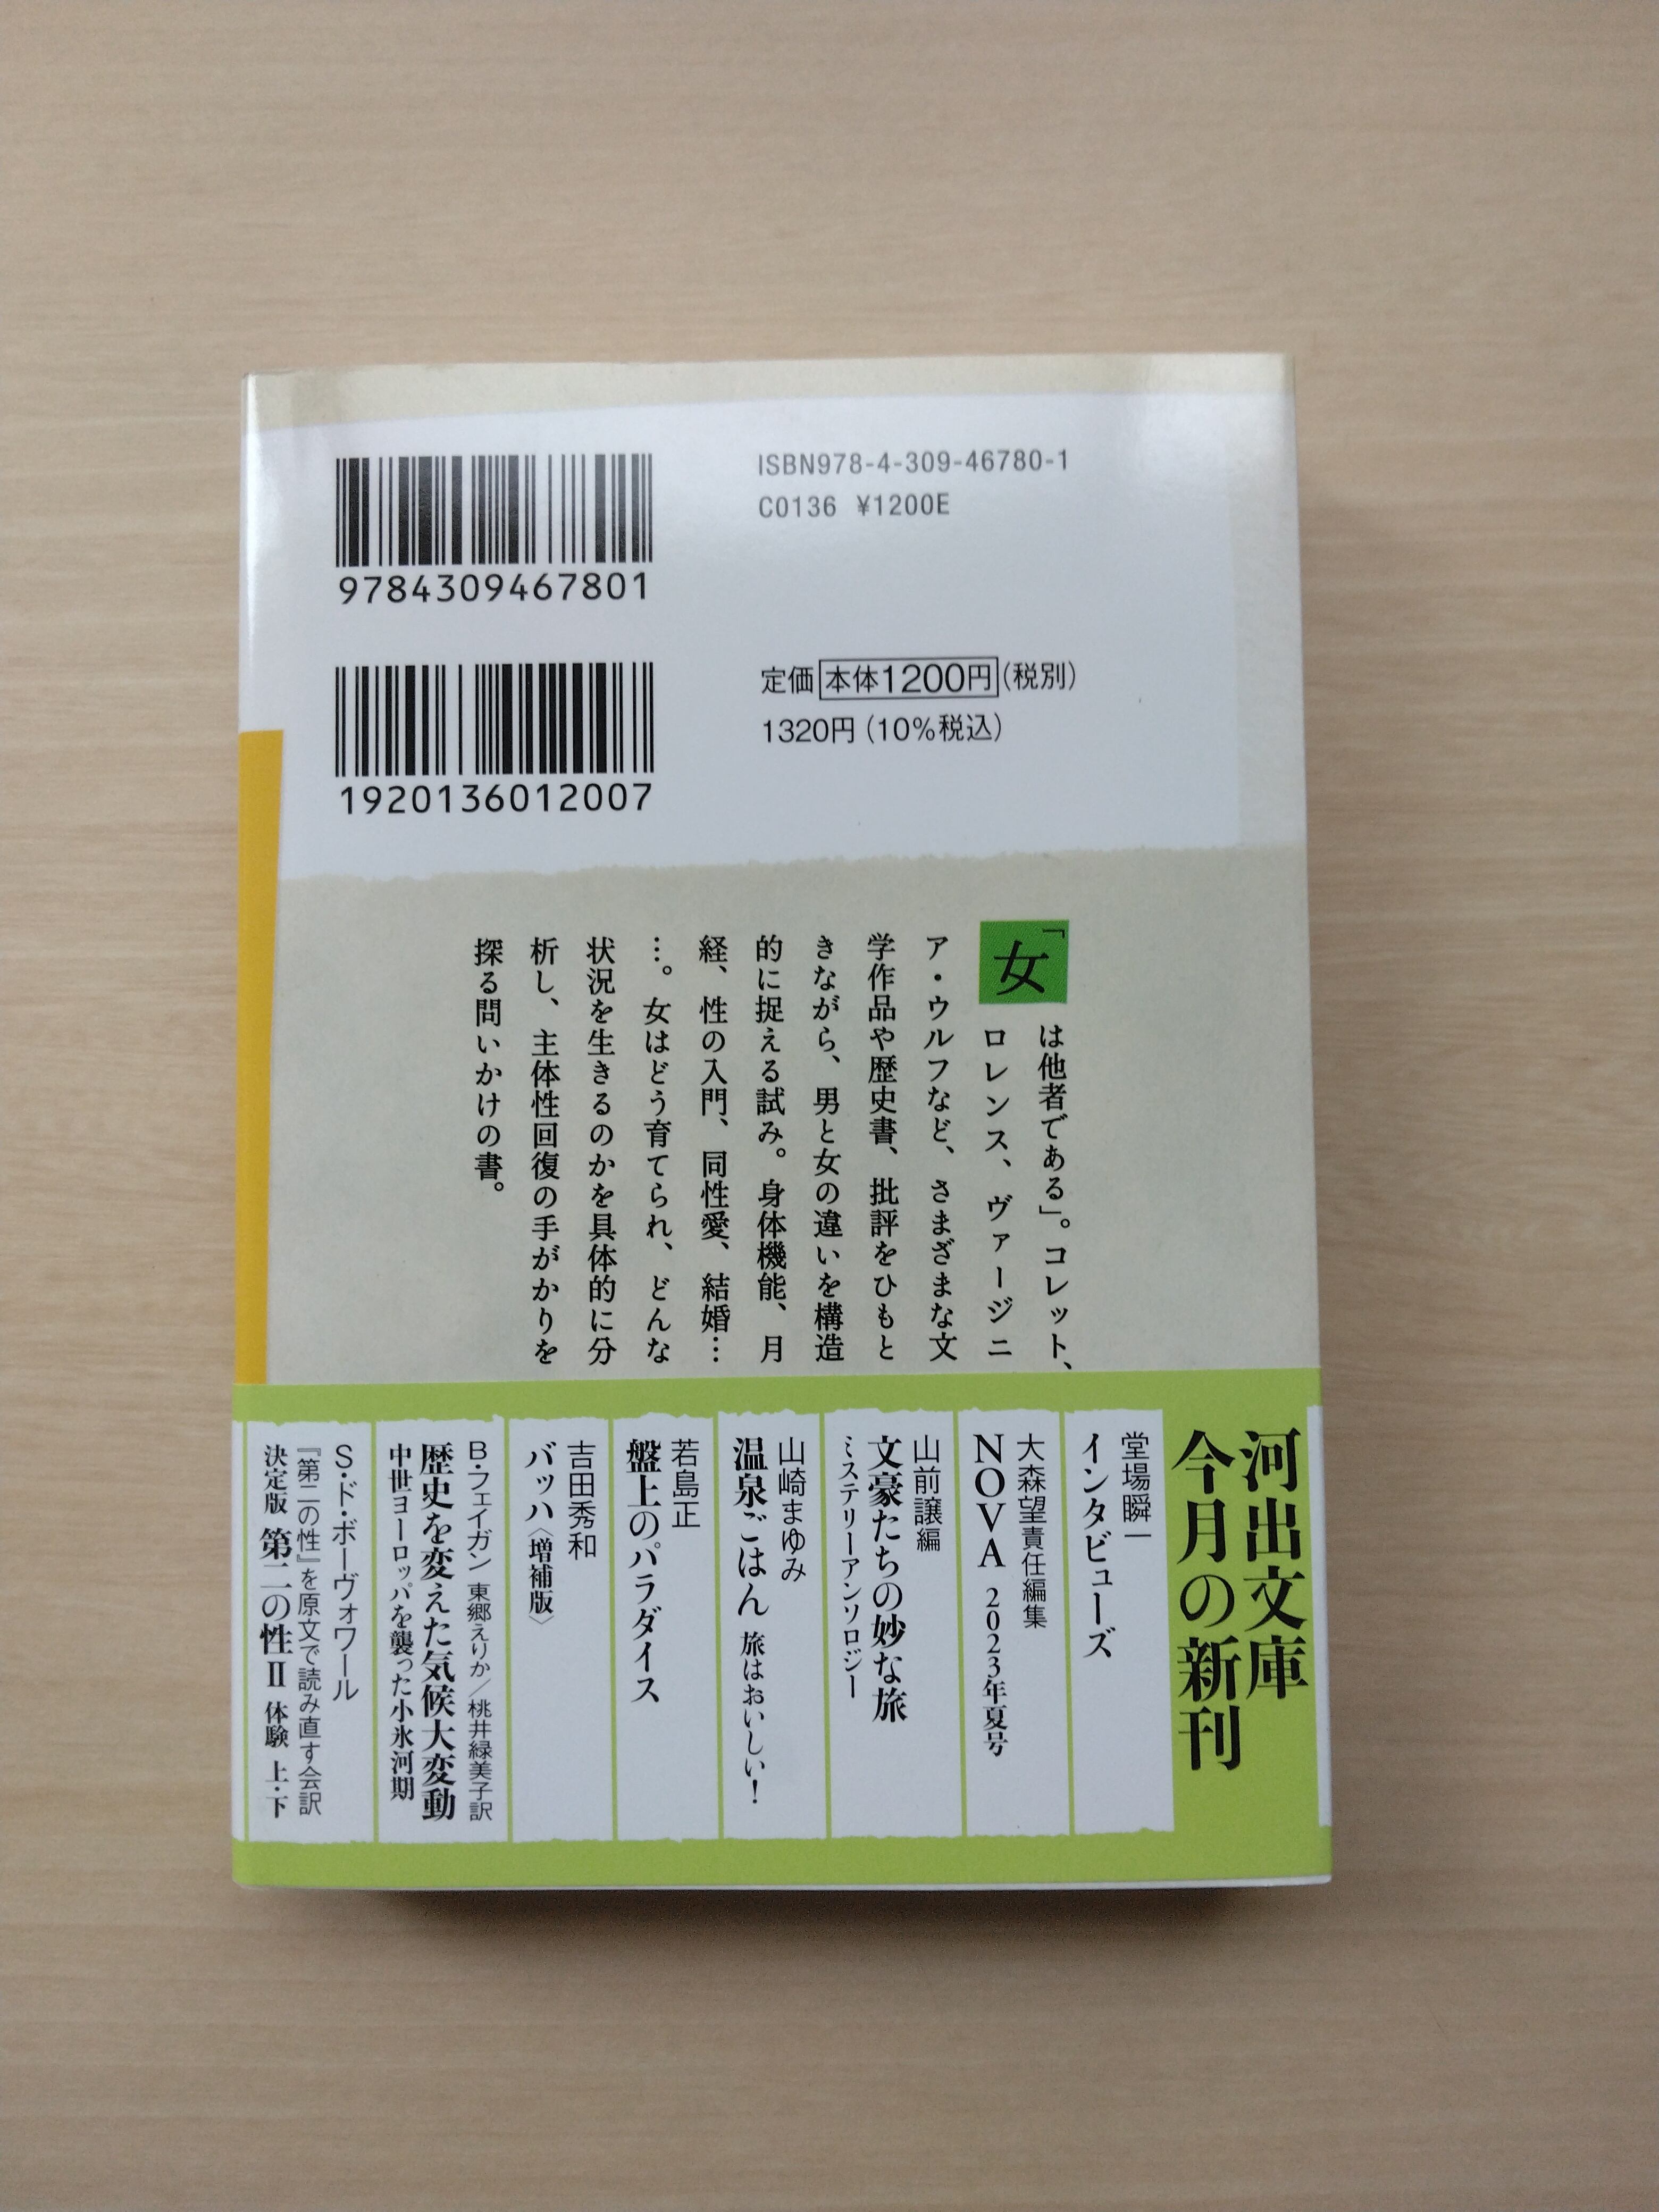 ISBN978-4-309-46780-1
C0136 ¥1200E
9784309467801
定価本体1200円(税別)
1320円(10%税込)
1920136012007
「女は他者である」。コレット、
ロレンス、ヴァージニ
ア・ウルフなど、さまざまな文
学作品や歴史書、批評をひもと
きながら、男と女の違いを構造
的に捉える試み。身体機能、月
経、性の入門、同性愛、結婚…
…。女はどう育てられ、どんな
状況を生きるのかを具体的に分
析し、主体性回復の手がかりを
探る問いかけの書。
河出文庫
今月の新刊
堂場瞬一
インタビューズ
大森望責任編集
NOVA 2023年夏号
山前譲編
文豪たちの妙な旅
ミステリーアンソロジー
山崎まゆみ
温泉ごはん 旅はおいしい!
若島正
盤上のパラダイス
吉田秀和
バッハ〈増補版〉
B・フェイガン 東郷えりか/桃井緑美子訳
歴史を変えた気候大変動
中世ヨーロッパを襲った小氷河期
S・ド・ボーヴォワール
『第二の性』を原文で読み直す会訳
決定版 第二の性II 体験 上・下